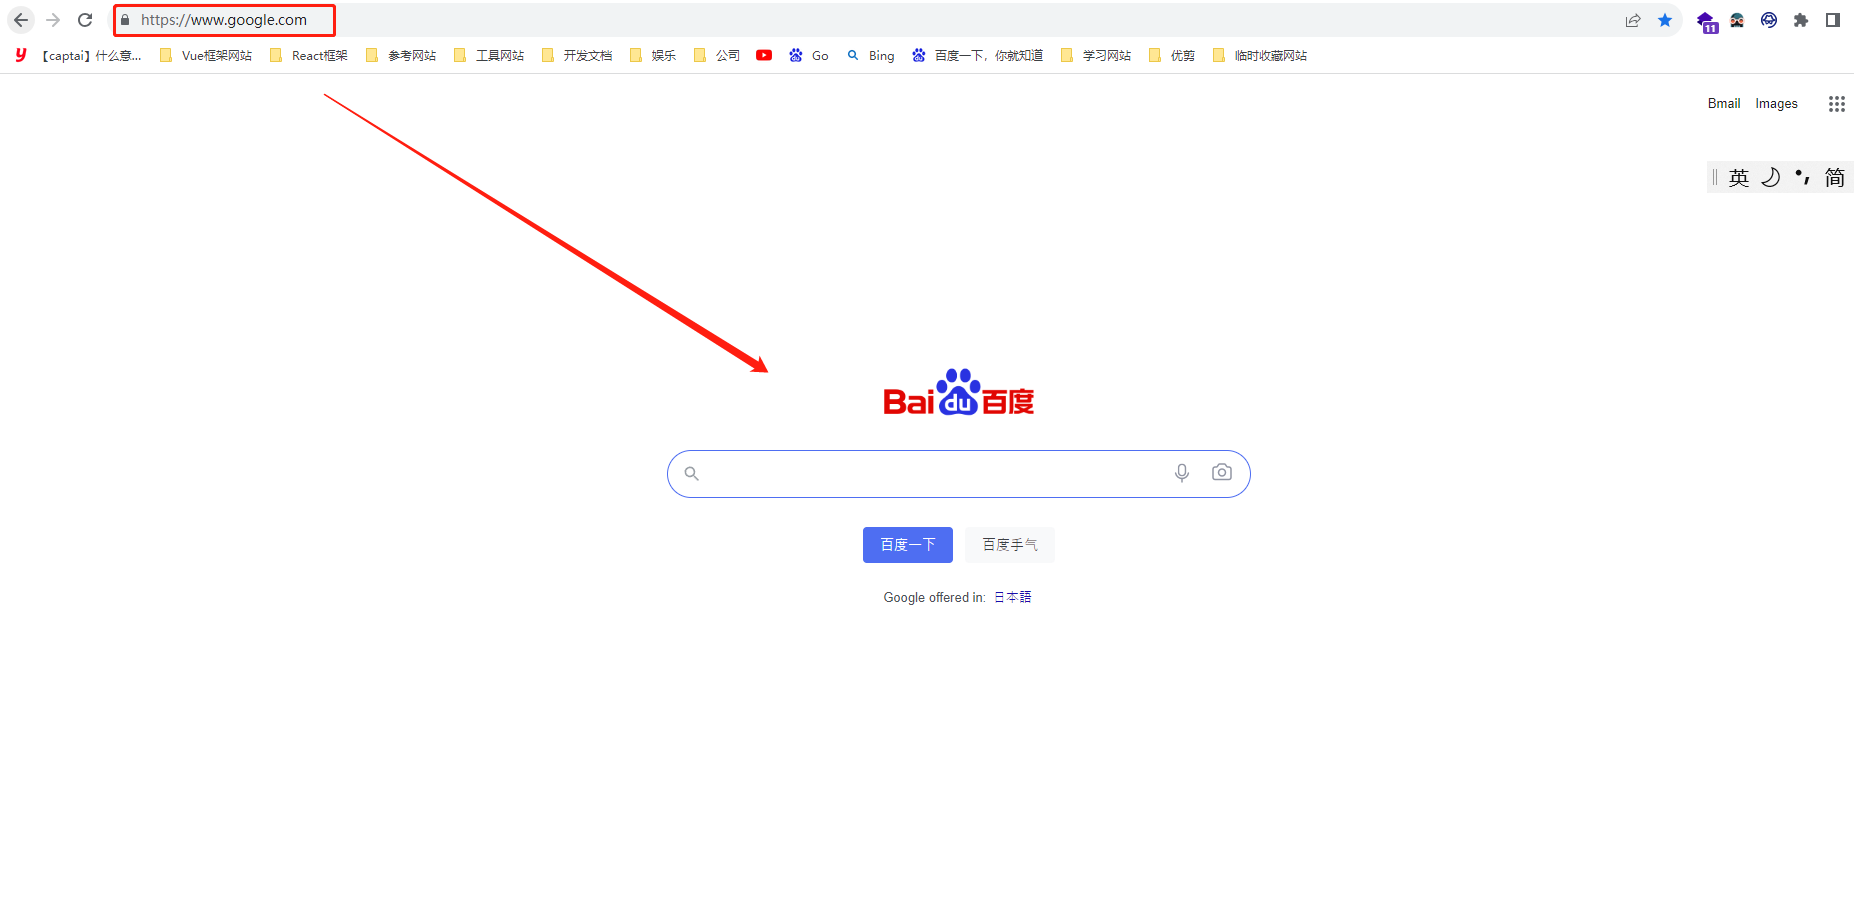 https://www.google.com
11
y 【captai】什么意... Vue框架网站 React框架 参考网站 工具网站 开发文档 娱乐 公司 Go Bing 百度一下，你就知道 学习网站 优剪 临时收藏网站
Bmail Images
英 简
Bai du 百度
百度一下 百度手气
Google offered in: 日本語